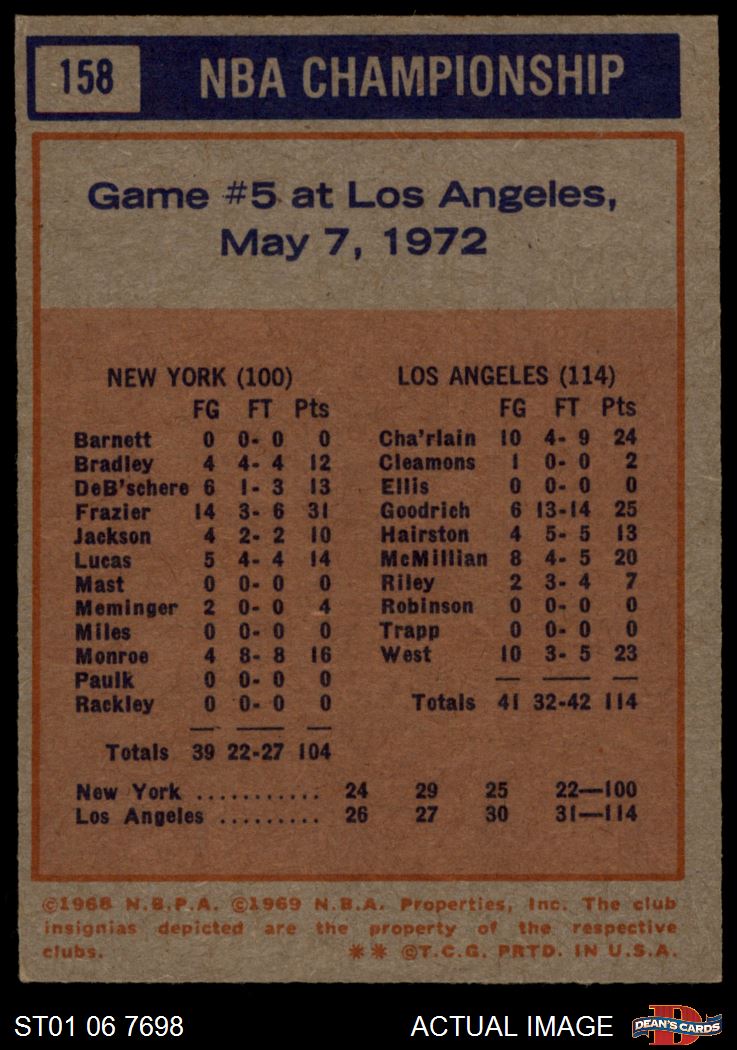 158 NBA CHAMPIONSHIP
Game #5 at Los Angeles,
May 7, 1972
NEW YORK (100)
FG FT Pts
Barnett 0 0- 0 0
Bradley 4 4- 4 12
DeB'schere 6 1- 3 13
Frazier 14 3- 6 31
Jackson 4 2- 2 10
Lucas 5 4- 4 14
Mast 0 0- 0 0
Meminger 2 0- 0 4
Miles 0 0- 0 0
Monroe 4 8- 8 16
Paulk 0 0- 0 0
Rackley 0 0- 0 0
Totals 39 22-27 104
LOS ANGELES (114)
FG FT Pts
Cha'rlain 10 4- 9 24
Cleamons 1 0- 0 2
Ellis 0 0- 0 0
Goodrich 6 13-14 25
Hairston 4 5- 5 13
McMillian 8 4- 5 20
Riley 2 3- 4 7
Robinson 0 0- 0 0
Trapp 0 0- 0 0
West 10 3- 5 23
Totals 41 32-42 114
New York ........... 24 29 25 22—100
Los Angeles ......... 26 27 30 31—114
©1968 N.B.P.A. ©1969 N.B.A. Properties, Inc. The club
insignias depicted are the property of the respective
clubs. ** ©T.C.G. PRTD. IN U.S.A.
ST01 06 7698 ACTUAL IMAGE D DEAN'S CARDS